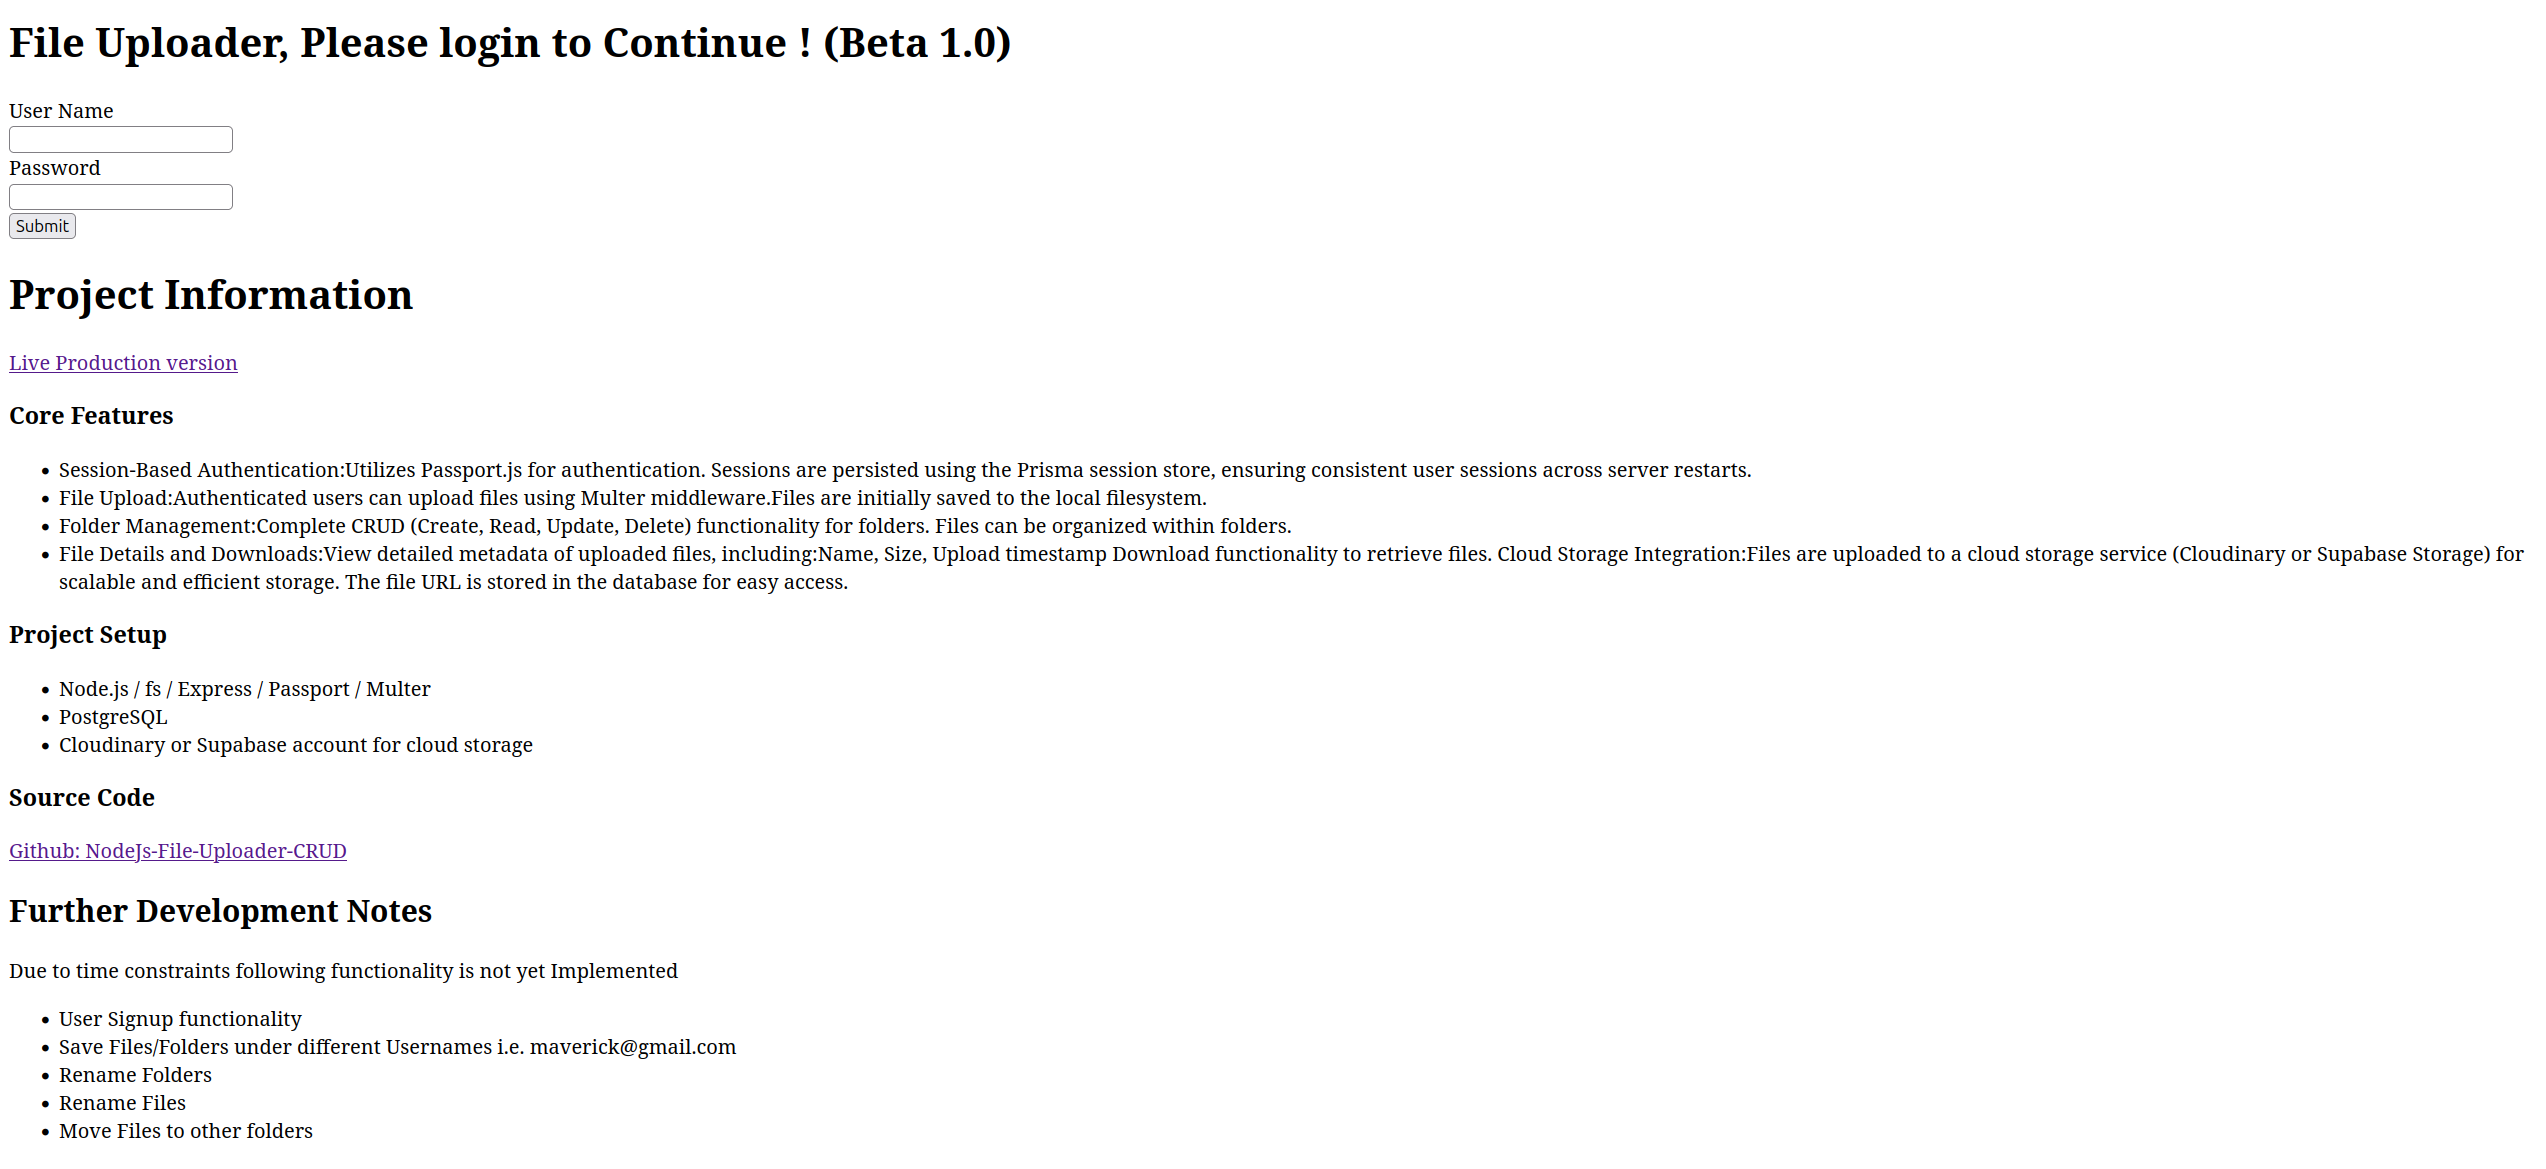 File Uploader, Please login to Continue ! (Beta 1.0)
User Name
Password
Submit
Project Information
Live Production version
Core Features
• Session-Based Authentication:Utilizes Passport.js for authentication. Sessions are persisted using the Prisma session store, ensuring consistent user sessions across server restarts.
• File Upload:Authenticated users can upload files using Multer middleware.Files are initially saved to the local filesystem.
• Folder Management:Complete CRUD (Create, Read, Update, Delete) functionality for folders. Files can be organized within folders.
• File Details and Downloads:View detailed metadata of uploaded files, including:Name, Size, Upload timestamp Download functionality to retrieve files. Cloud Storage Integration:Files are uploaded to a cloud storage service (Cloudinary or Supabase Storage) for
scalable and efficient storage. The file URL is stored in the database for easy access.
Project Setup
• Node.js / fs / Express / Passport / Multer
• PostgreSQL
• Cloudinary or Supabase account for cloud storage
Source Code
Github: NodeJs-File-Uploader-CRUD
Further Development Notes
Due to time constraints following functionality is not yet Implemented
• User Signup functionality
• Save Files/Folders under different Usernames i.e. maverick@gmail.com
• Rename Folders
• Rename Files
• Move Files to other folders